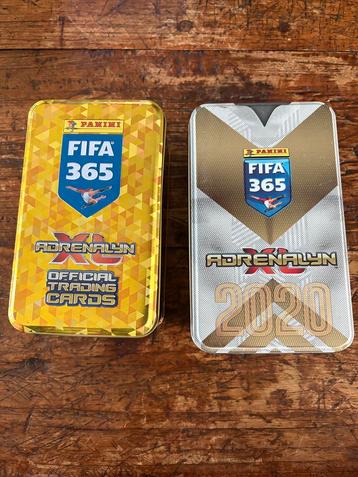 PANINI
FIFA
365
ADRENALYN
XL
OFFICIAL
TRADING
CARDS
PANINI
FIFA
365
ADRENALYN
XL
2020